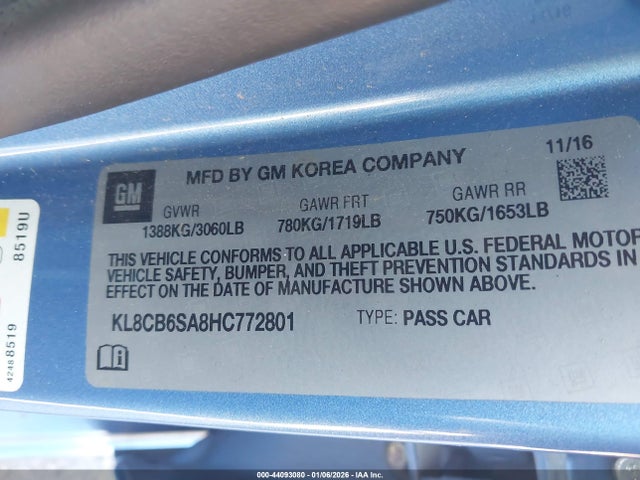 MFD BY GM KOREA COMPANY
11/16
GM
GVWR
1388KG/3060LB
GAWR FRT
780KG/1719LB
GAWR RR
750KG/1653LB
THIS VEHICLE CONFORMS TO ALL APPLICABLE U.S. FEDERAL MOTOR
VEHICLE SAFETY, BUMPER, AND THEFT PREVENTION STANDARDS IN
EFFECT ON THE DATE OF MANUFACTURE SHOWN ABOVE.
KL8CB6SA8HC772801
TYPE: PASS CAR
8519U
42488519
000-44093080 - 01/06/2026 - IAA Inc.